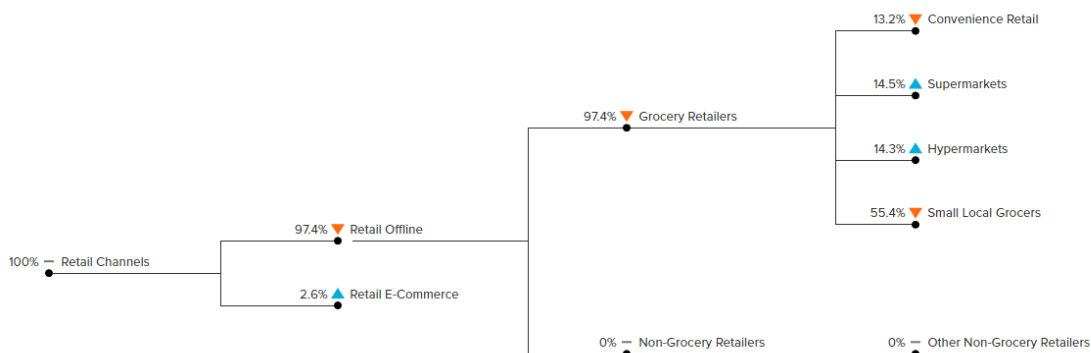 13.2% Convenience Retail
14.5% Supermarkets
97.4% Grocery Retailers
14.3% Hypermarkets
55.4% Small Local Grocers
97.4% Retail Offline
100% Retail Channels
2.6% Retail E-Commerce
0% Non-Grocery Retailers
0% Other Non-Grocery Retailers